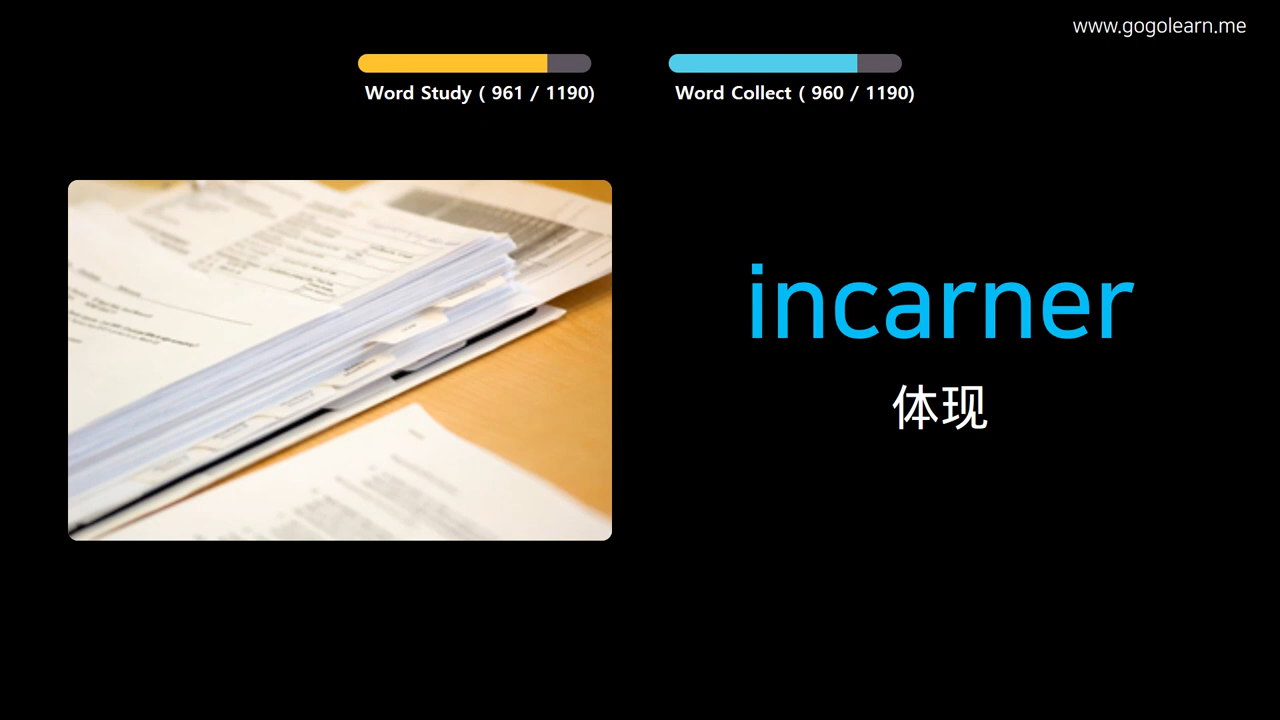 www.gogolearn.me
Word Study ( 961 / 1190)
Word Collect ( 960 / 1190)
incarner
体现